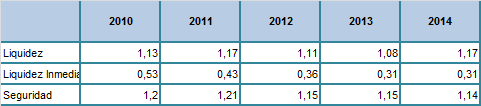 2010 2011 2012 2013 2014
Liquidez 1,13 1,17 1,11 1,08 1,17
Liquidez Inmedia 0,53 0,43 0,36 0,31 0,31
Seguridad 1,2 1,21 1,15 1,15 1,14